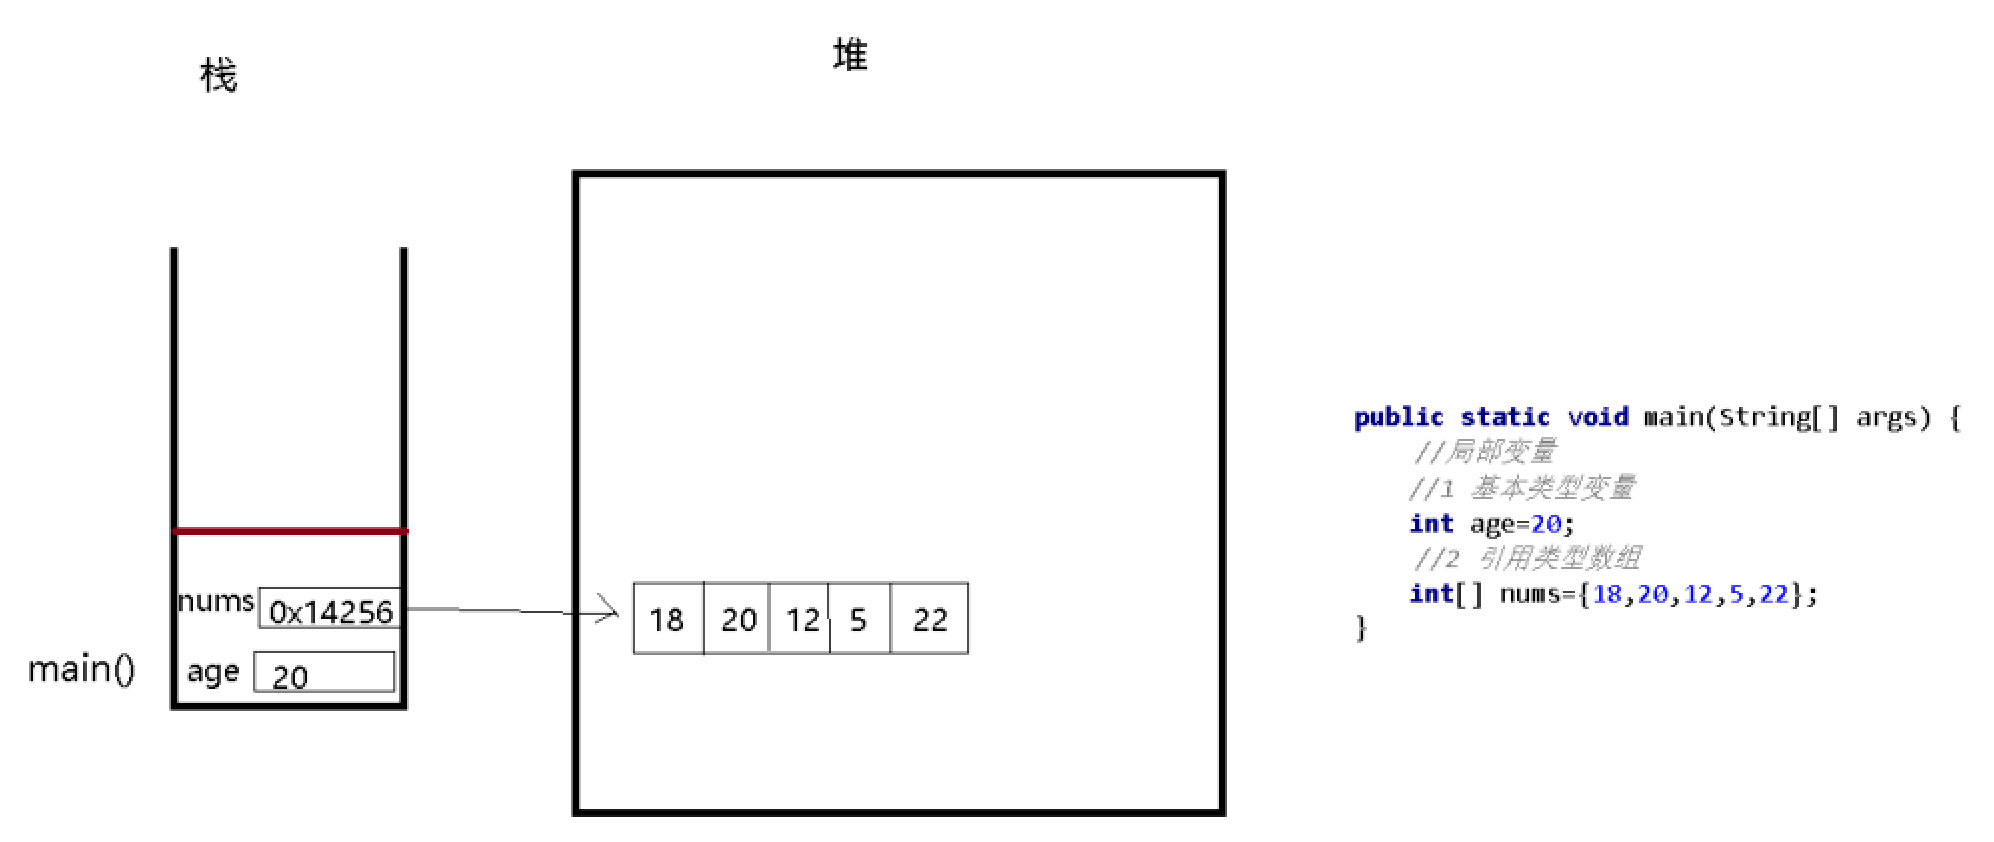 栈
堆
nums 0x14256
main() age 20
18 20 12 5 22
public static void main(String[] args) {
//局部变量
//1 基本类型变量
int age=20;
//2 引用类型数组
int[] nums={18,20,12,5,22};
}